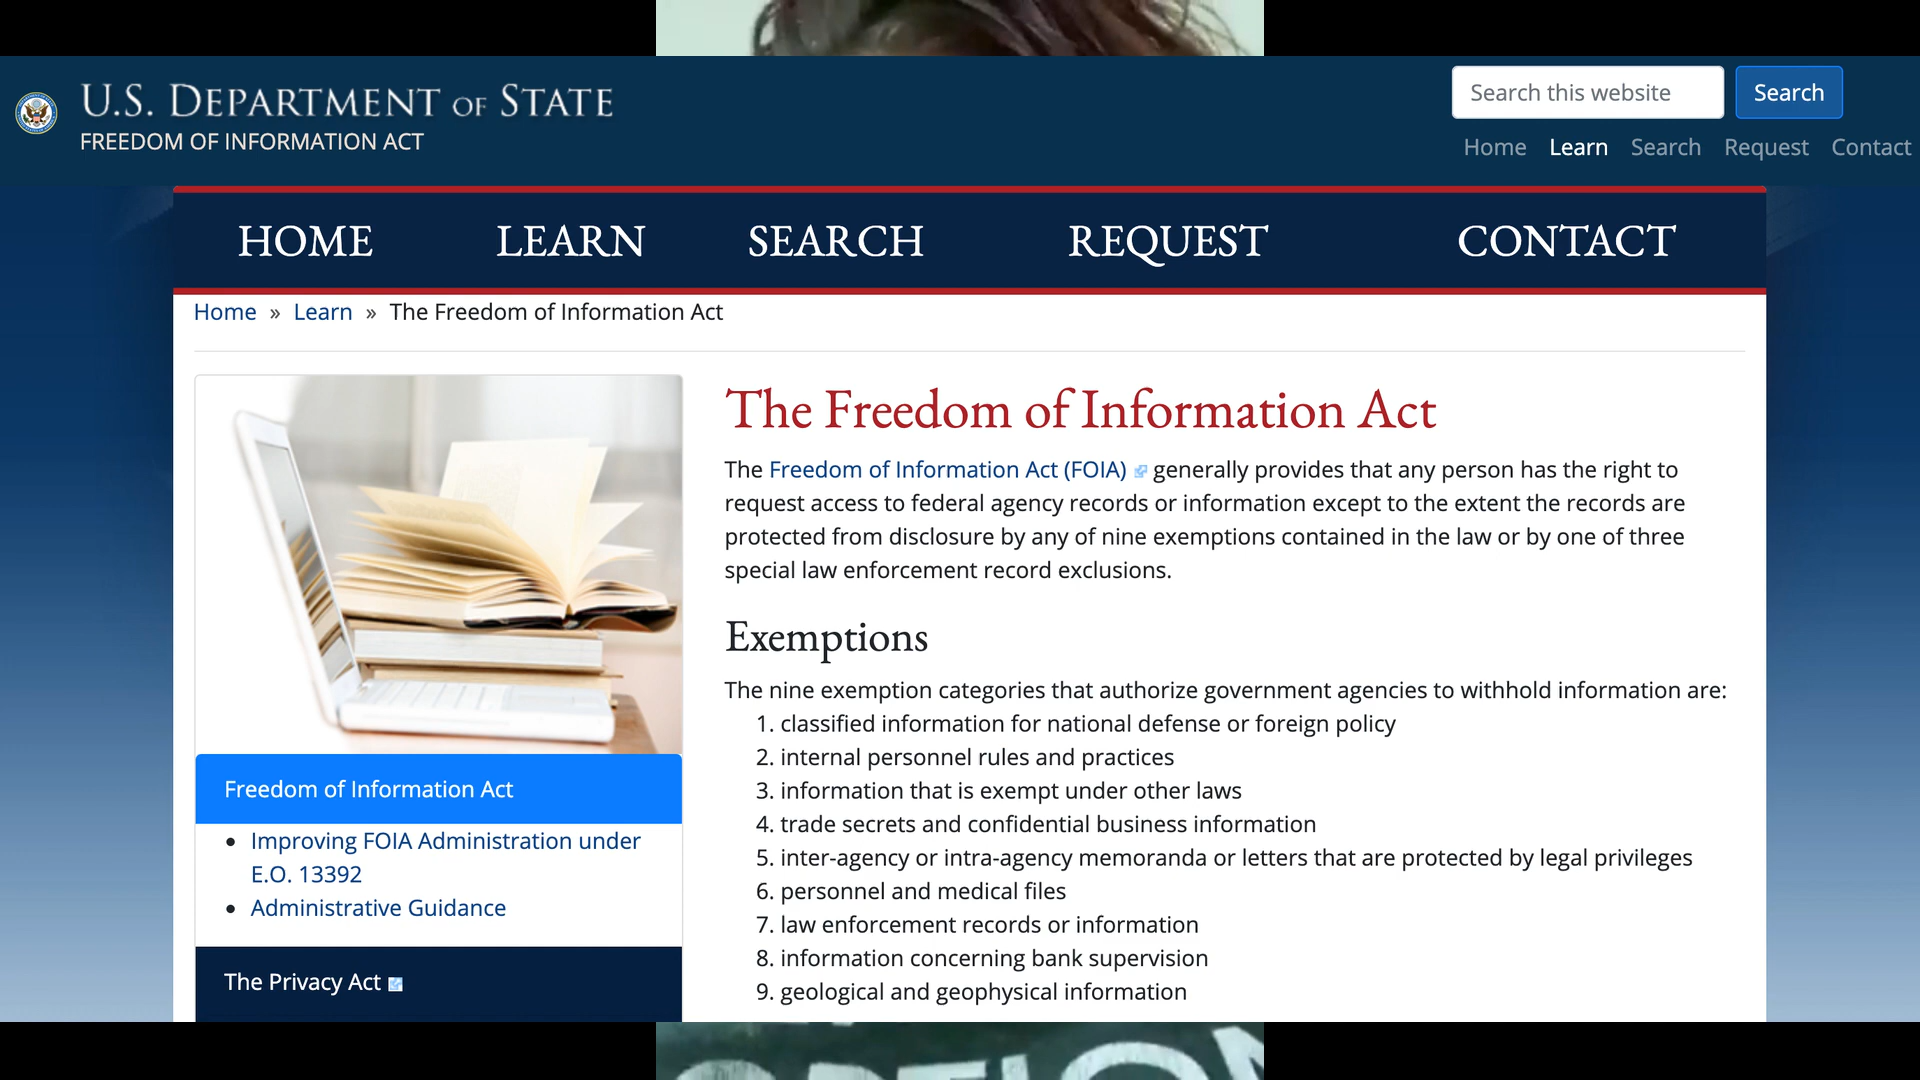 U.S. DEPARTMENT OF STATE
FREEDOM OF INFORMATION ACT
Search this website
Search
Home Learn Search Request Contact
HOME LEARN SEARCH REQUEST CONTACT
Home » Learn » The Freedom of Information Act
The Freedom of Information Act
The Freedom of Information Act (FOIA) generally provides that any person has the right to
request access to federal agency records or information except to the extent the records are
protected from disclosure by any of nine exemptions contained in the law or by one of three
special law enforcement record exclusions.
Exemptions
The nine exemption categories that authorize government agencies to withhold information are:
1. classified information for national defense or foreign policy
2. internal personnel rules and practices
3. information that is exempt under other laws
4. trade secrets and confidential business information
5. inter-agency or intra-agency memoranda or letters that are protected by legal privileges
6. personnel and medical files
7. law enforcement records or information
8. information concerning bank supervision
9. geological and geophysical information
Freedom of Information Act
• Improving FOIA Administration under
E.O. 13392
• Administrative Guidance
The Privacy Act